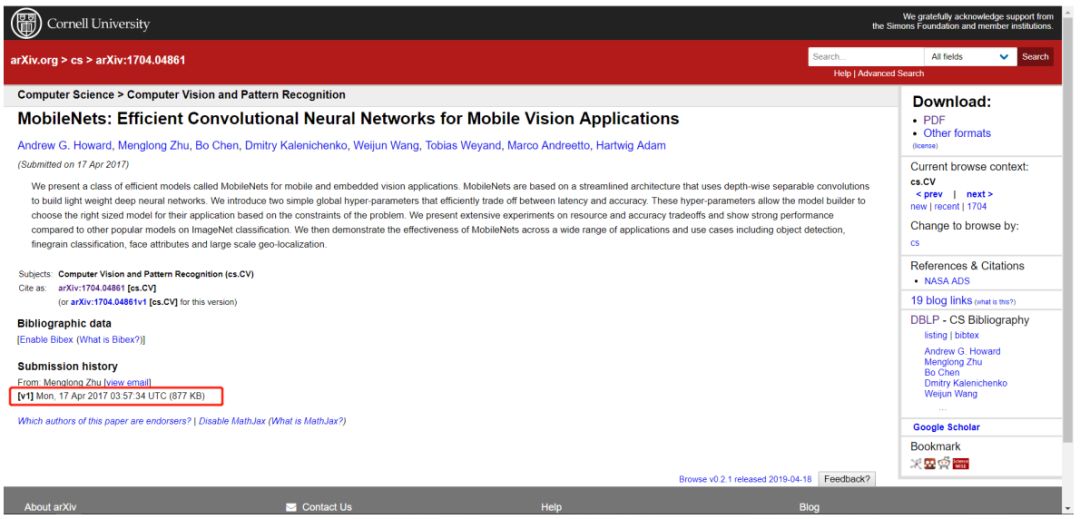 Cornell University
We gratefully acknowledge support from
the Simons Foundation and member institutions.
arXiv.org > cs > arXiv:1704.04861
Search...
All fields
Search
Help | Advanced Search
Computer Science > Computer Vision and Pattern Recognition
MobileNets: Efficient Convolutional Neural Networks for Mobile Vision Applications
Andrew G. Howard, Menglong Zhu, Bo Chen, Dmitry Kalenichenko, Weijun Wang, Tobias Weyand, Marco Andreetto, Hartwig Adam
(Submitted on 17 Apr 2017)
We present a class of efficient models called MobileNets for mobile and embedded vision applications. MobileNets are based on a streamlined architecture that uses depth-wise separable convolutions
to build light weight deep neural networks. We introduce two simple global hyper-parameters that efficiently trade off between latency and accuracy. These hyper-parameters allow the model builder to
choose the right sized model for their application based on the constraints of the problem. We present extensive experiments on resource and accuracy tradeoffs and show strong performance
compared to other popular models on ImageNet classification. We then demonstrate the effectiveness of MobileNets across a wide range of applications and use cases including object detection,
finegrain classification, face attributes and large scale geo-localization.
Subjects: Computer Vision and Pattern Recognition (cs.CV)
Cite as: arXiv:1704.04861 [cs.CV]
(or arXiv:1704.04861v1 [cs.CV] for this version)
Bibliographic data
[Enable Bibex (What is Bibex?)]
Submission history
From: Menglong Zhu [view email]
[v1] Mon, 17 Apr 2017 03:57:34 UTC (877 KB)
Which authors of this paper are endorsers? | Disable MathJax (What is MathJax?)
Download:
PDF
Other formats
(license)
Current browse context:
cs.CV
< prev | next >
new | recent | 1704
Change to browse by:
cs
References & Citations
NASA ADS
19 blog links (what is this?)
DBLP - CS Bibliography
listing | bibtex
Andrew G. Howard
Menglong Zhu
Bo Chen
Dmitry Kalenichenko
Weijun Wang
...
Google Scholar
Bookmark
Browse v0.2.1 released 2019-04-18
Feedback?
About arXiv
Contact Us
Help
Blog